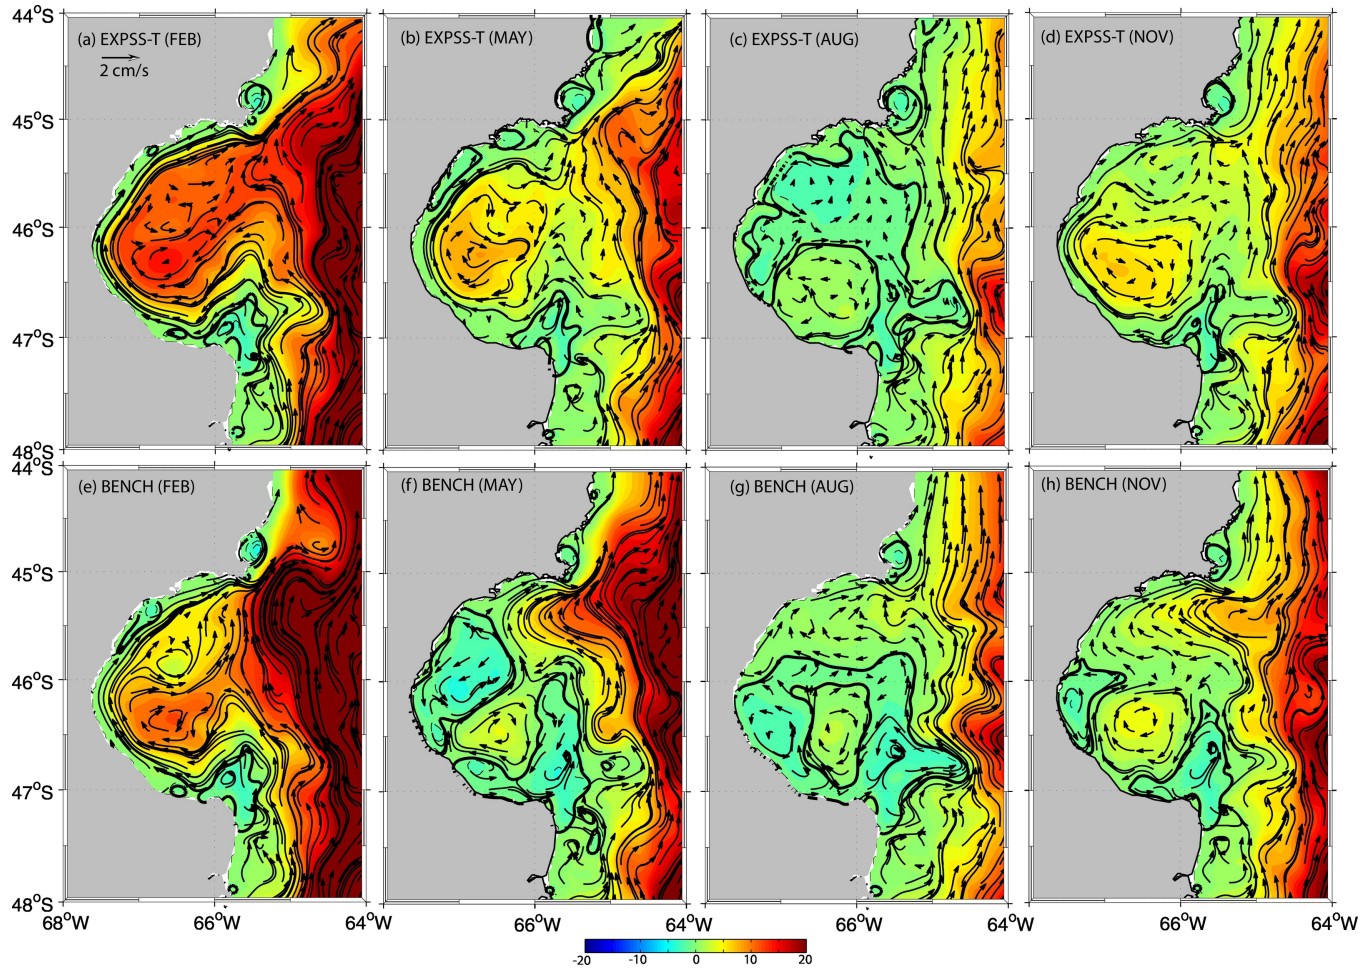 44°S
(a) EXPSS-T (FEB)
2 cm/s
(b) EXPSS-T (MAY)
(c) EXPSS-T (AUG)
(d) EXPSS-T (NOV)
45°S
46°S
47°S
48°S
44°S
(e) BENCH (FEB)
(f) BENCH (MAY)
(g) BENCH (AUG)
(h) BENCH (NOV)
45°S
46°S
47°S
48°S
68°W 66°W 64°W 66°W 64°W 66°W 64°W 66°W 64°W
-20 -10 0 10 20